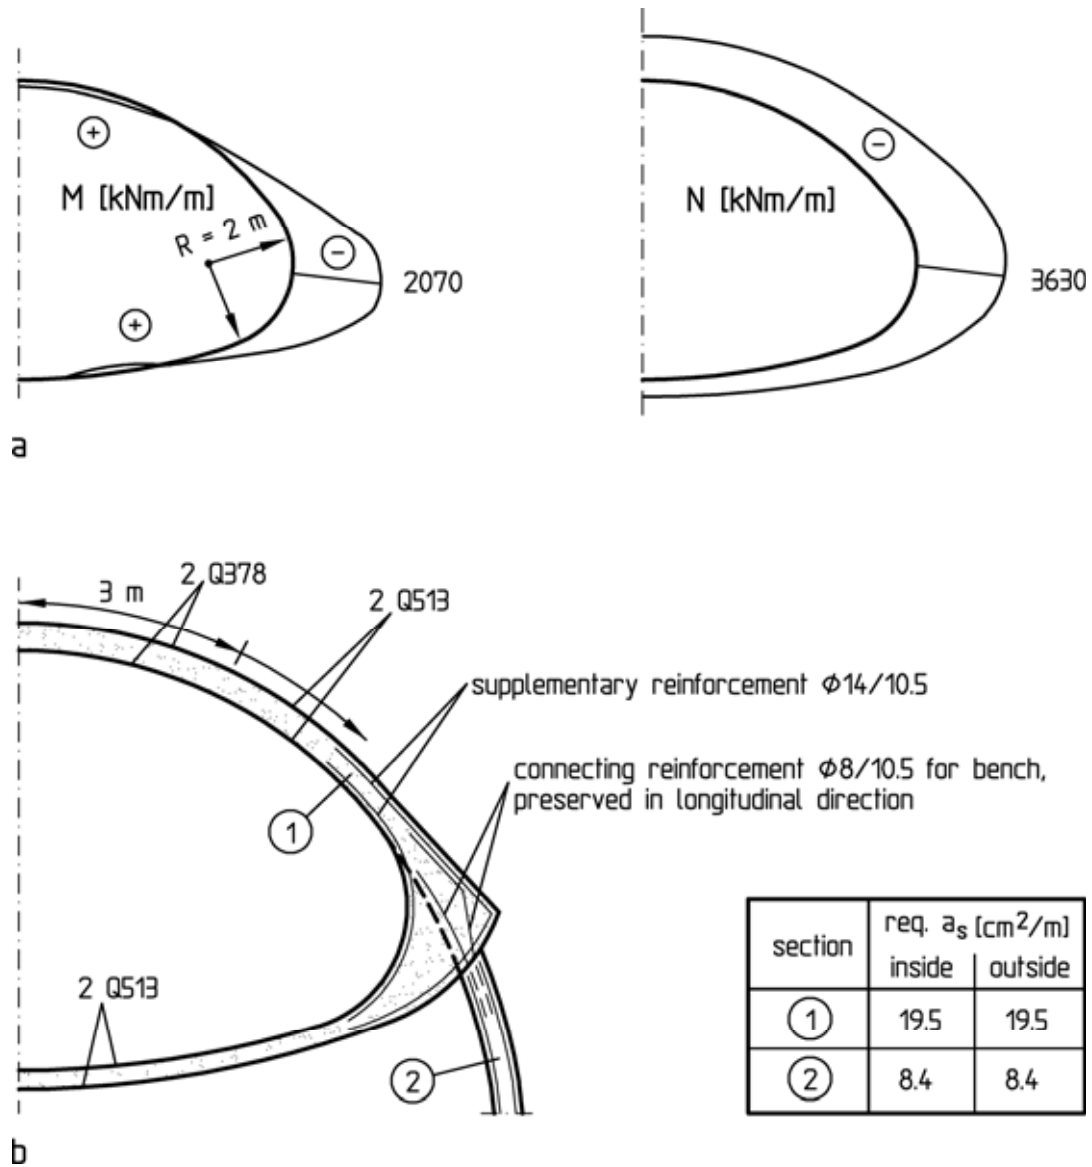 M [kNm/m]
R = 2 m
2070
N [kNm/m]
3630
+
−
+
−
a
3 m
2 Q378
2 Q513
supplementary reinforcement ϕ14/10.5
connecting reinforcement ϕ8/10.5 for bench,
preserved in longitudinal direction
1
2 Q513
2
section req. aₛ [cm²/m]
inside outside
1 19.5 19.5
2 8.4 8.4
b